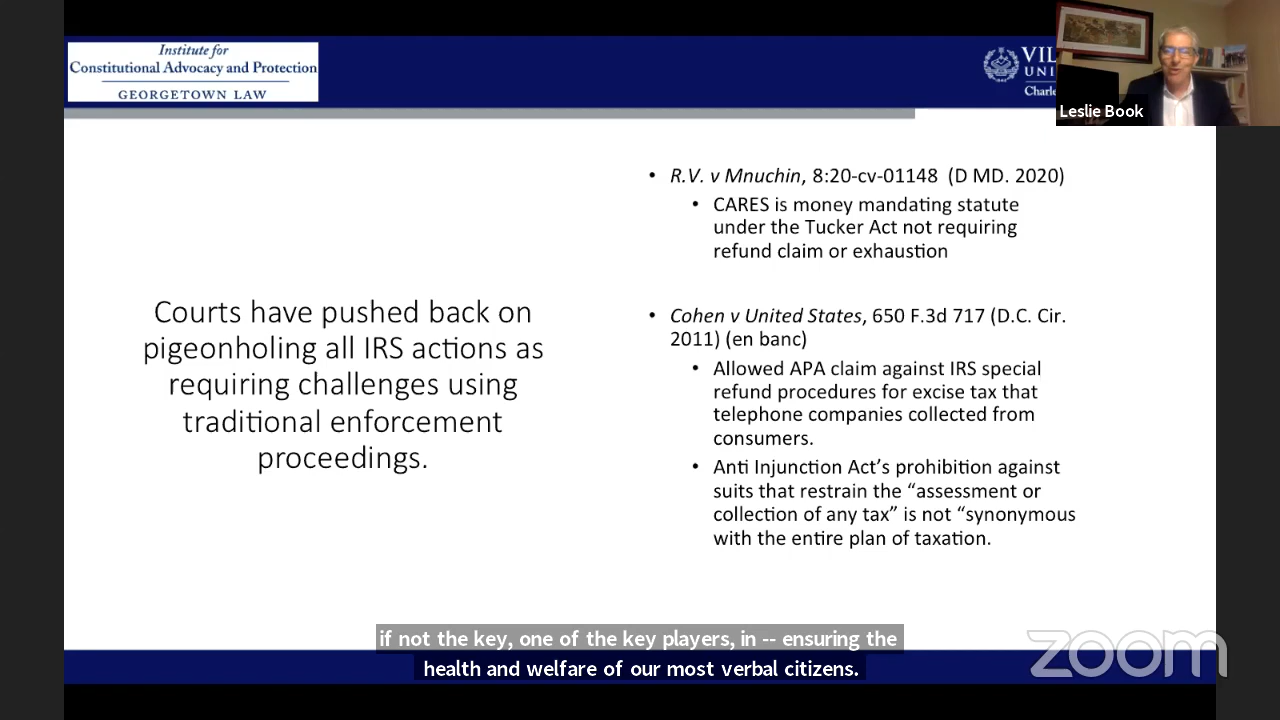 Institute for
Constitutional Advocacy and Protection
GEORGETOWN LAW
VIL
UNI
Charle
Leslie Book
Courts have pushed back on
pigeonholing all IRS actions as
requiring challenges using
traditional enforcement
proceedings.
• R.V. v Mnuchin, 8:20-cv-01148 (D MD. 2020)
• CARES is money mandating statute
under the Tucker Act not requiring
refund claim or exhaustion
• Cohen v United States, 650 F.3d 717 (D.C. Cir.
2011) (en banc)
• Allowed APA claim against IRS special
refund procedures for excise tax that
telephone companies collected from
consumers.
• Anti Injunction Act’s prohibition against
suits that restrain the “assessment or
collection of any tax” is not “synonymous
with the entire plan of taxation.
if not the key, one of the key players, in -- ensuring the
health and welfare of our most verbal citizens.
zoom